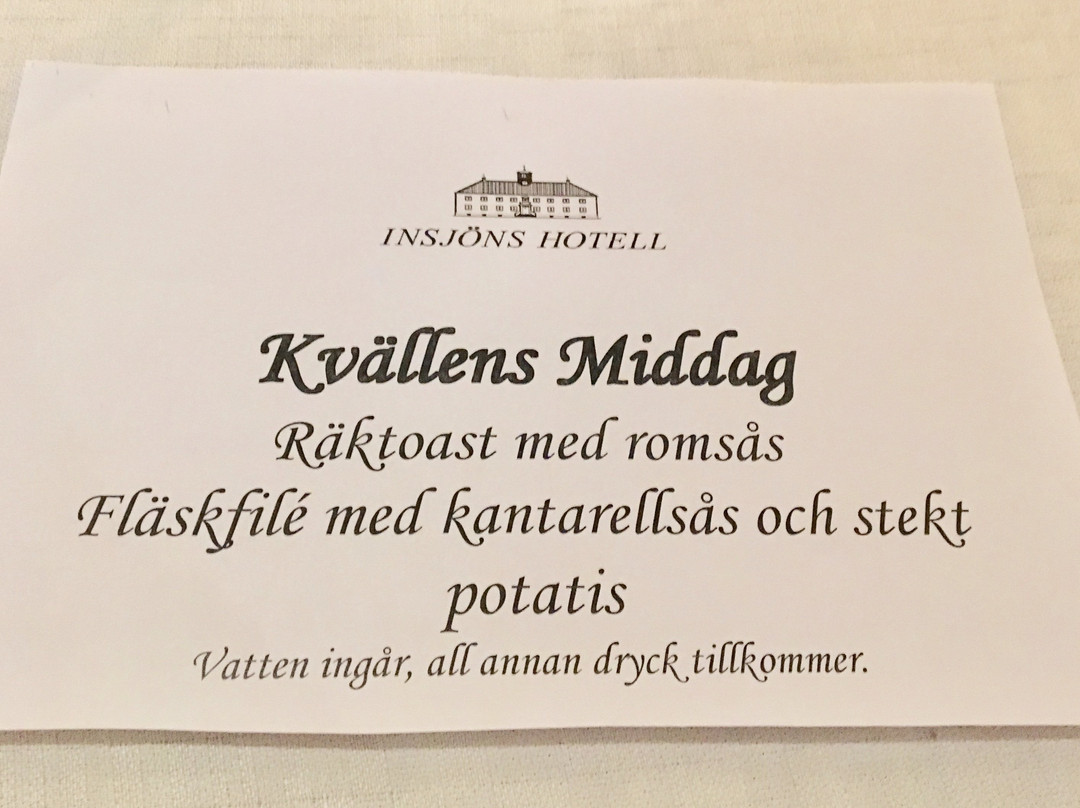 INSJÖNS HOTELL
Kvällens Middag
Räktoast med romsås
Fläskfilé med kantarellsås och stekt
potatis
Vatten ingår, all annan dryck tillkommer.